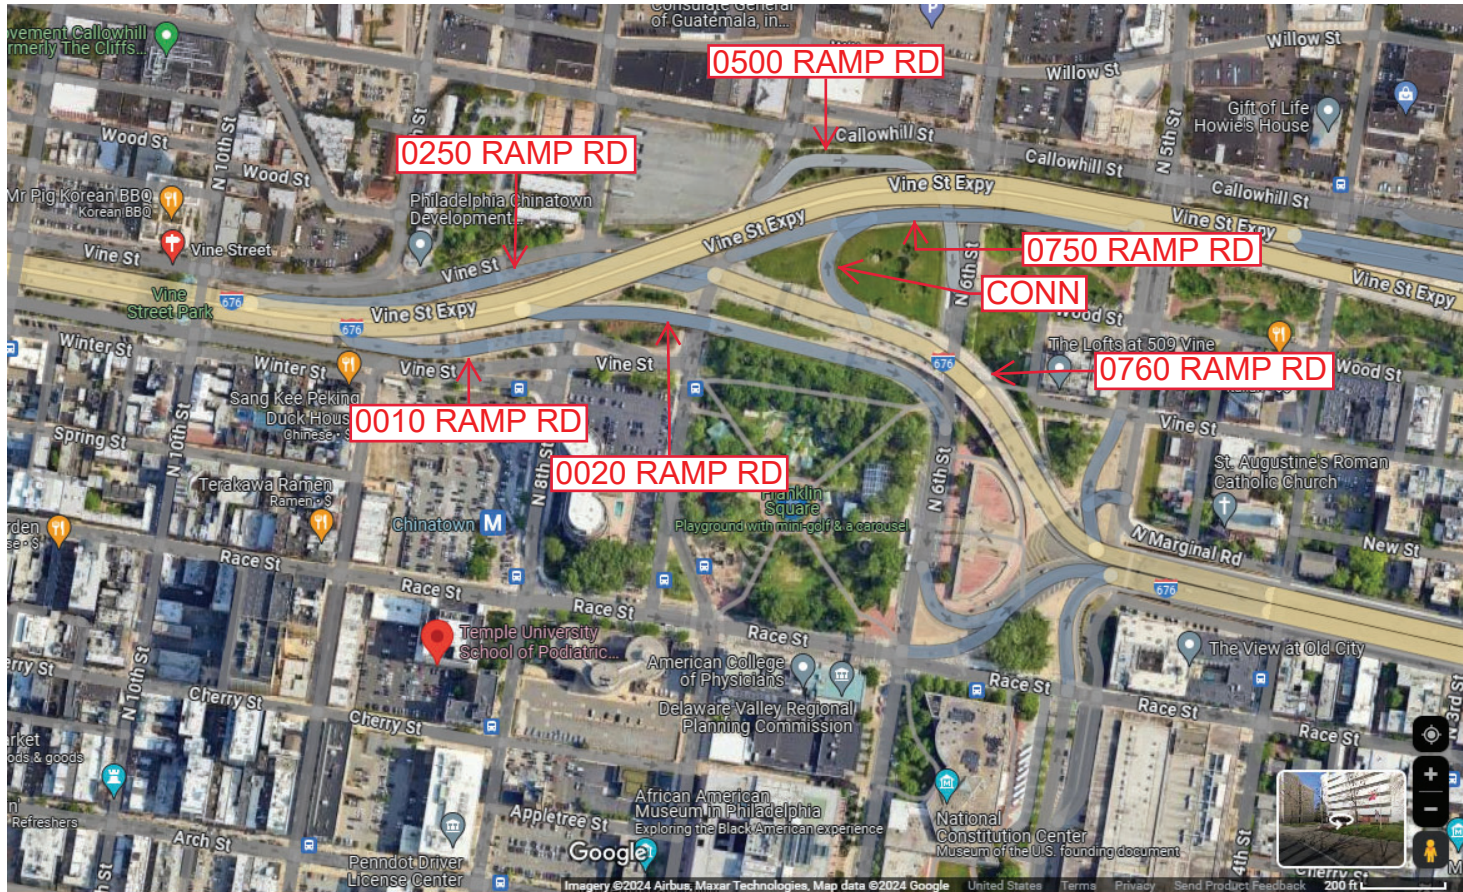 Consulate General
of Guatemala, in...
Movement Callowhill
Formerly The Cliffs...
Willow St
Willow St
0500 RAMP RD
Gift of Life
Howie's House
Callowhill St
Callowhill St
Callowhill St
N 5th St
Wood St
Wood St
N 10th St
0250 RAMP RD
Mr Pig Korean BBQ
Korean BBQ
Philadelphia Chinatown
Development...
Vine St Expy
Vine St Expy
Vine St Expy
Vine St Expy
Vine St
Vine Street
Vine St
0750 RAMP RD
CONN
N 6th St
Vine
Street Park
676
676
Vine St Expy
Wood St
Winter St
Winter St
Vine St
Vine St
676
The Lofts at 509 Vine
0760 RAMP RD
Wood St
Sang Kee Peking
Duck House
Chinese · $
0010 RAMP RD
Spring St
N 10th St
Vine St
0020 RAMP RD
N 8th St
N 6th St
St. Augustine's Roman
Catholic Church
Terakawa Ramen
Ramen · $
Franklin
Square
Playground with mini-golf & a carousel
Chinatown
M
N Marginal Rd
New St
Race St
Race St
Race St
Race St
676
Temple University
School of Podiatric...
Race St
Race St
Race St
The View at Old City
American College
of Physicians
Delaware Valley Regional
Planning Commission
Cherry St
Cherry St
N 10th St
N 3rd St
African American
Museum in Philadelphia
Exploring the Black American experience
Appletree St
Arch St
Refreshers
National
Constitution Center
Museum of the U.S. founding document
4th St
Penndot Driver
License Center
Google
Imagery ©2024 Airbus, Maxar Technologies, Map data ©2024 Google United States Terms Privacy Send Product Feedback 200 ft